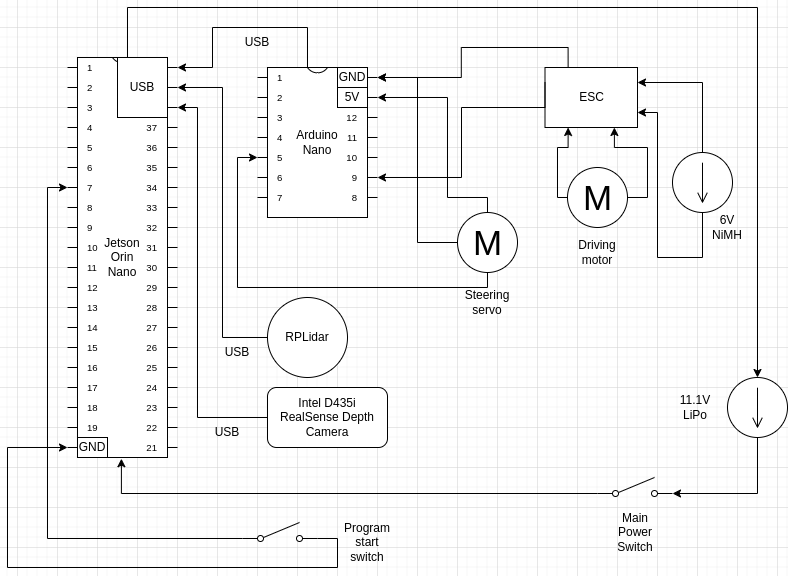 USB
1
2
3
4
5
6
7
8
9
10
11
12
13
14
15
16
17
18
19
GND
USB
37
36
35
34
33
32
31
30
29
28
27
26
25
24
23
22
21
Jetson
Orin
Nano
1
2
3
4
5
6
7
GND
5V
12
11
10
9
8
Arduino
Nano
ESC
M
Driving
motor
6V
NiMH
M
Steering
servo
RPLidar
USB
Intel D435i
RealSense Depth
Camera
USB
11.1V
LiPo
Main
Power
Switch
Program
start
switch